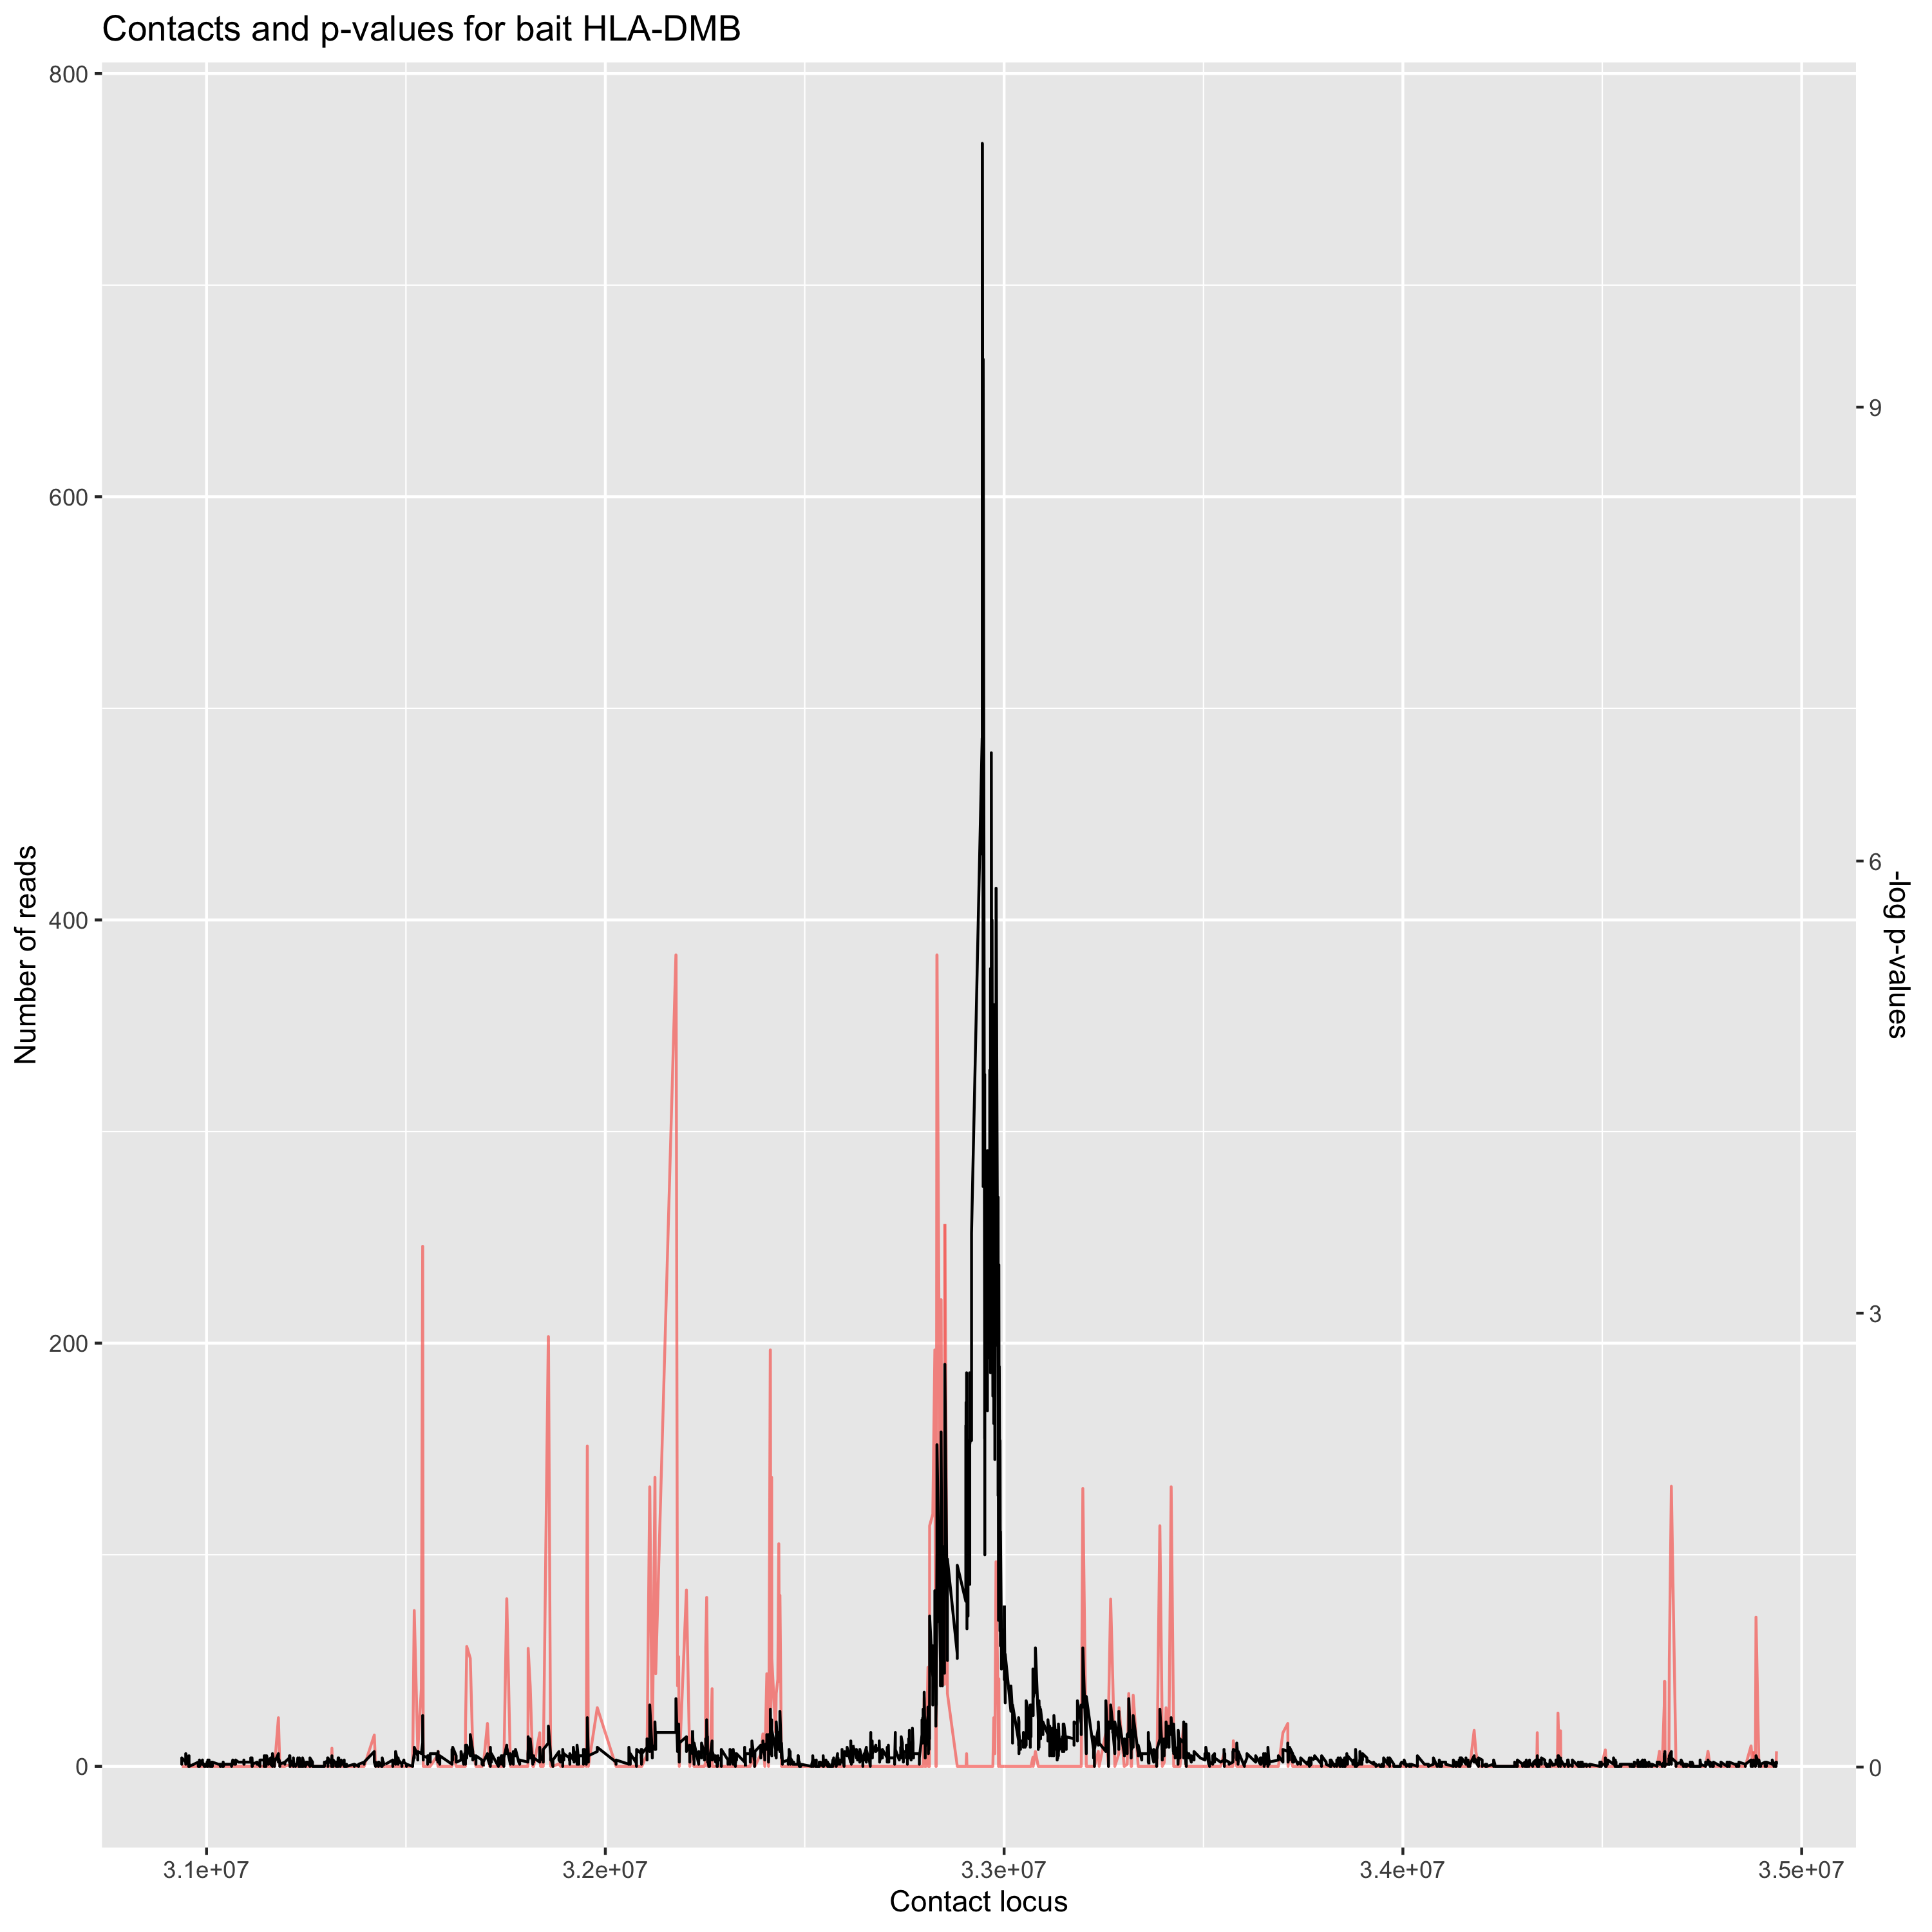 Contacts and p-values for bait HLA-DMB
800
600
400
200
0
9
6
3
0
Number of reads
-log p-values
3.1e+07
3.2e+07
3.3e+07
3.4e+07
3.5e+07
Contact locus